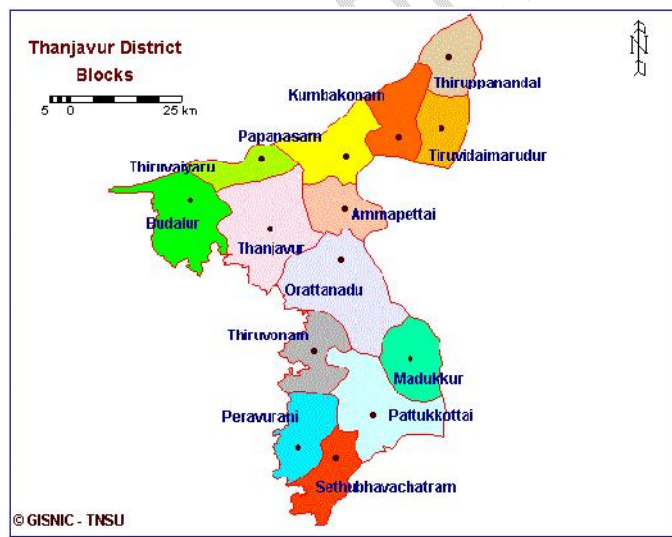 Thanjavur District
Blocks
5 0 25 km
N
Thiruppanandal
Kumbakonam
Tiruvidaimarudur
Papanasam
Thiruvaiyaru
Budalur
Ammapettai
Thanjavur
Orattanadu
Thiruvonam
Madukkur
Peravurani
Pattukkottai
Sethubhavachatram
© GISNIC - TNSU